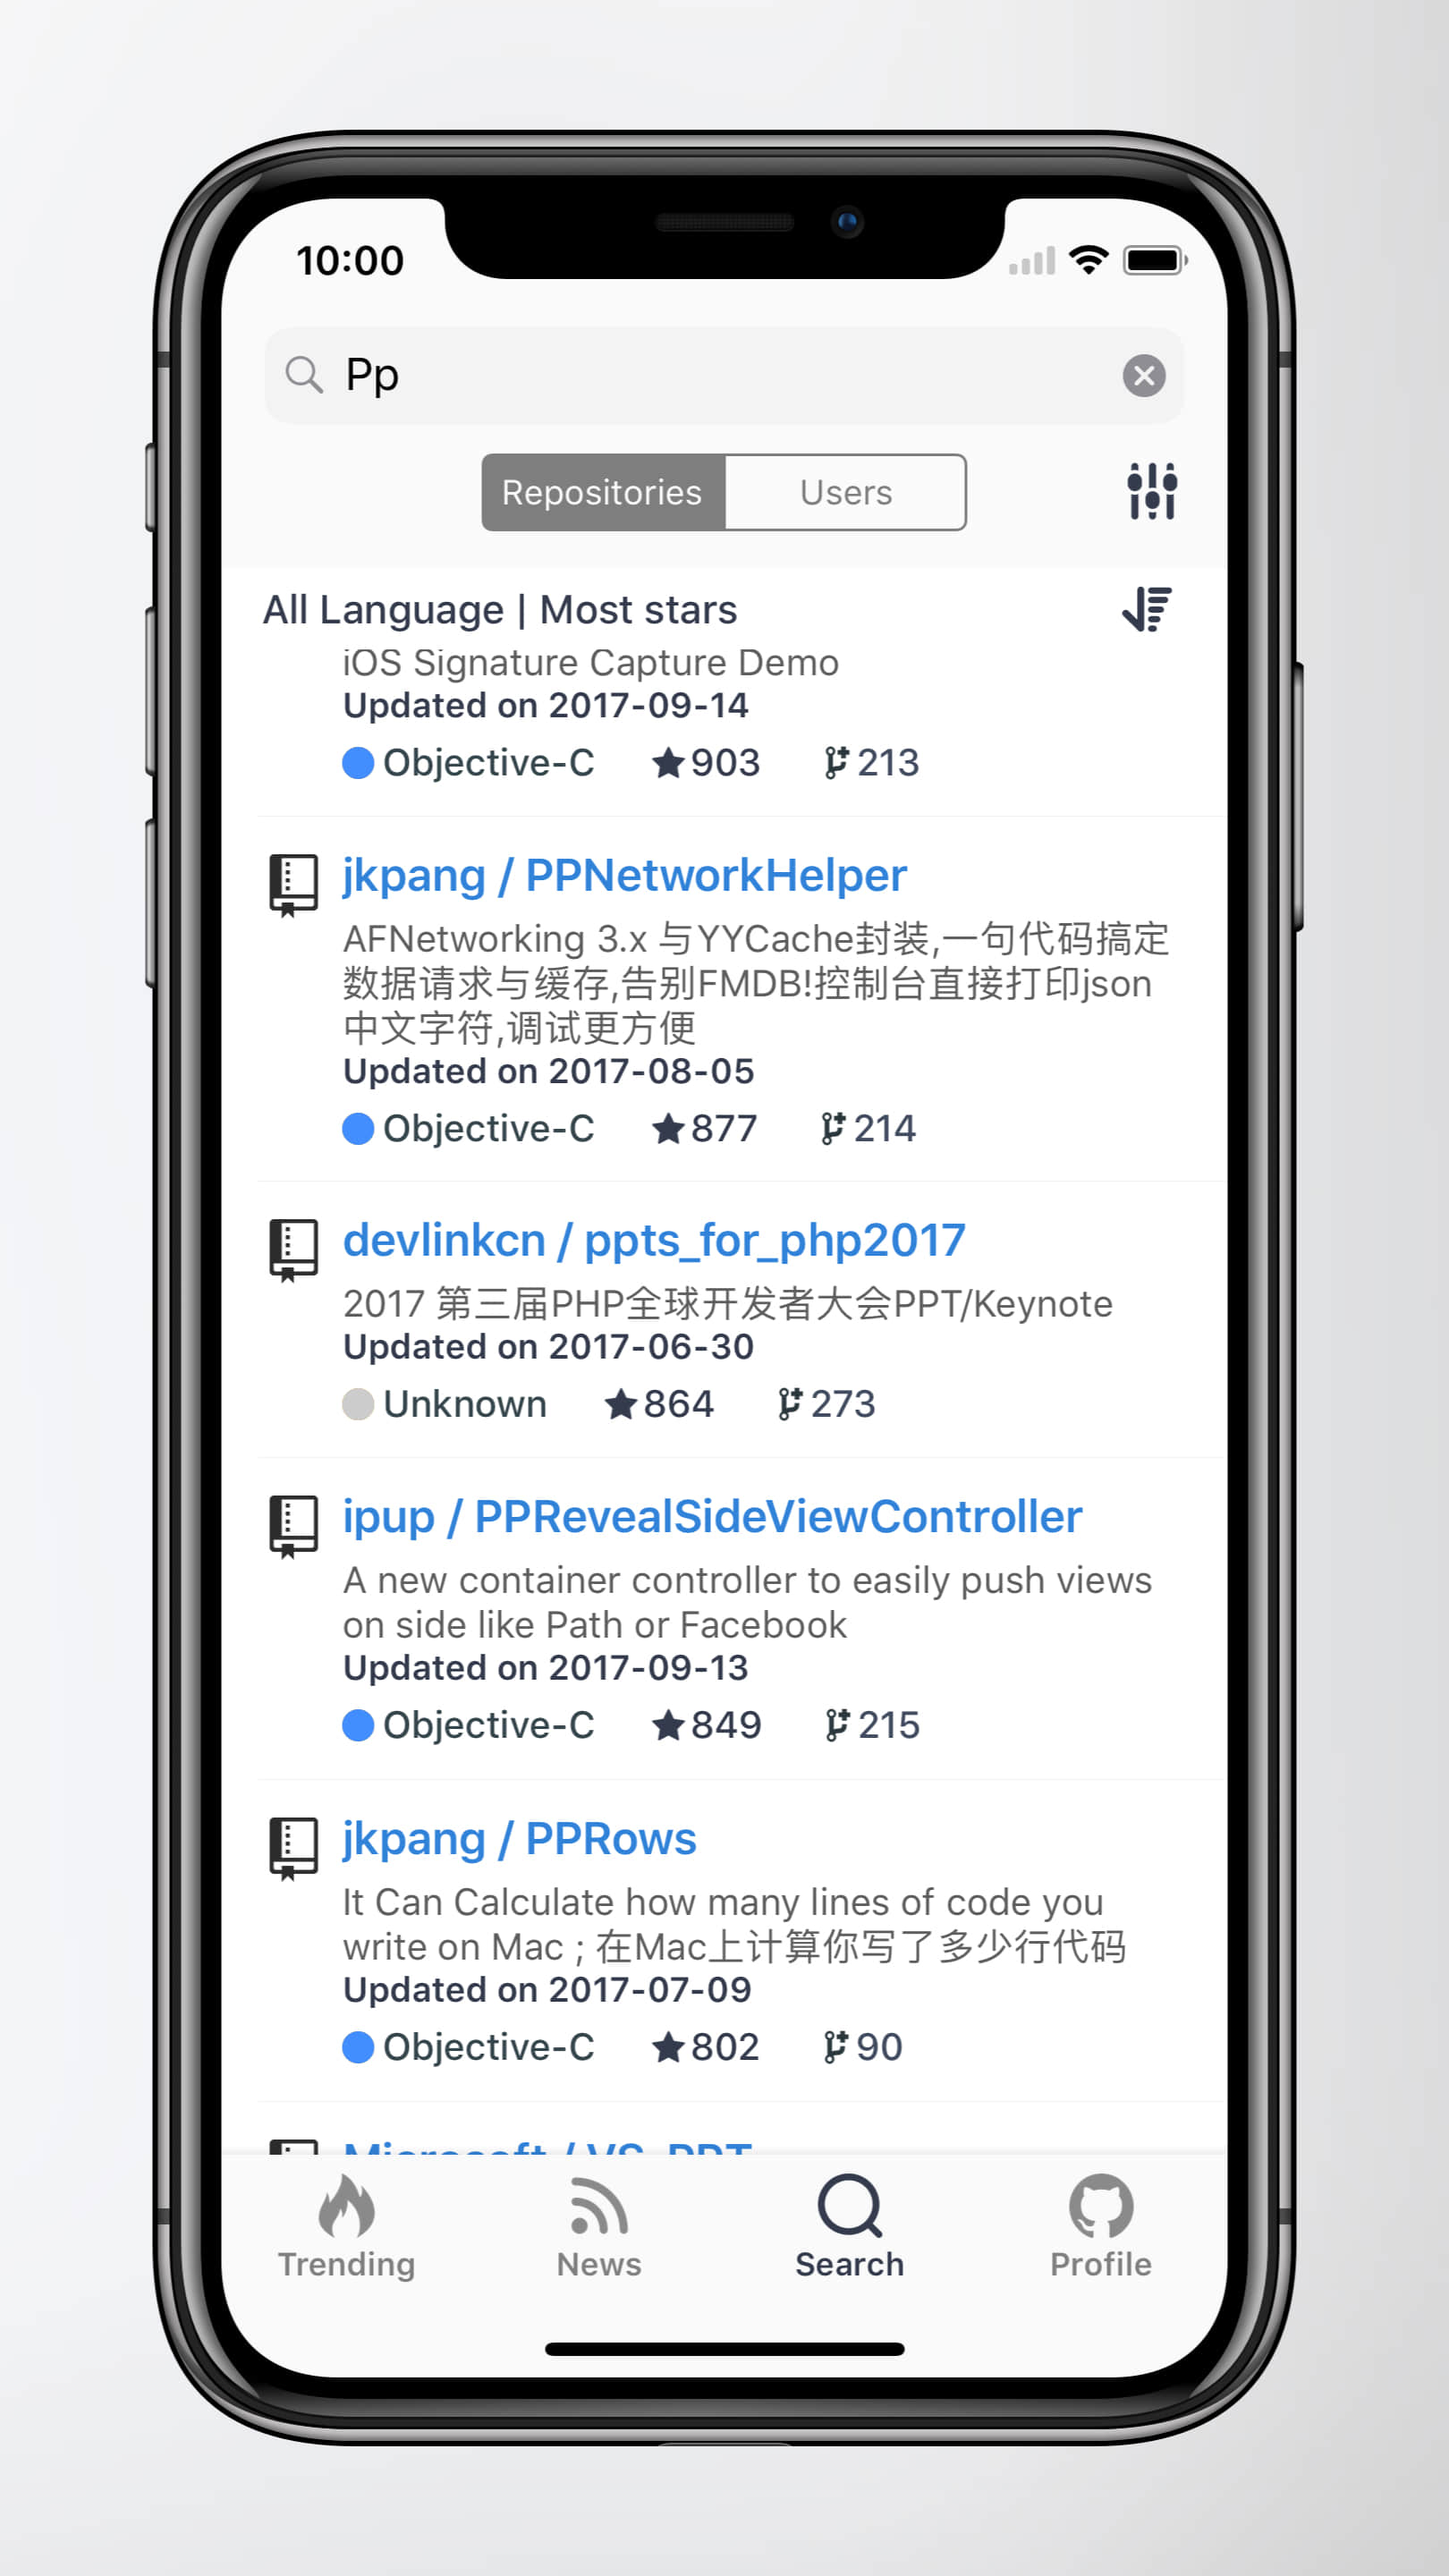 10:00
Pp
Repositories
Users
All Language | Most stars
iOS Signature Capture Demo
Updated on 2017-09-14
Objective-C 903 213
jkpang / PPNetworkHelper
AFNetworking 3.x 与YYCache封装,一句代码搞定
数据请求与缓存,告别FMDB!控制台直接打印json
中文字符,调试更方便
Updated on 2017-08-05
Objective-C 877 214
devlinkcn / ppts_for_php2017
2017 第三届PHP全球开发者大会PPT/Keynote
Updated on 2017-06-30
Unknown 864 273
ipup / PPRevealSideViewController
A new container controller to easily push views
on side like Path or Facebook
Updated on 2017-09-13
Objective-C 849 215
jkpang / PPRows
It Can Calculate how many lines of code you
write on Mac ; 在Mac上计算你写了多少行代码
Updated on 2017-07-09
Objective-C 802 90
Microsoft /
Trending
News
Search
Profile